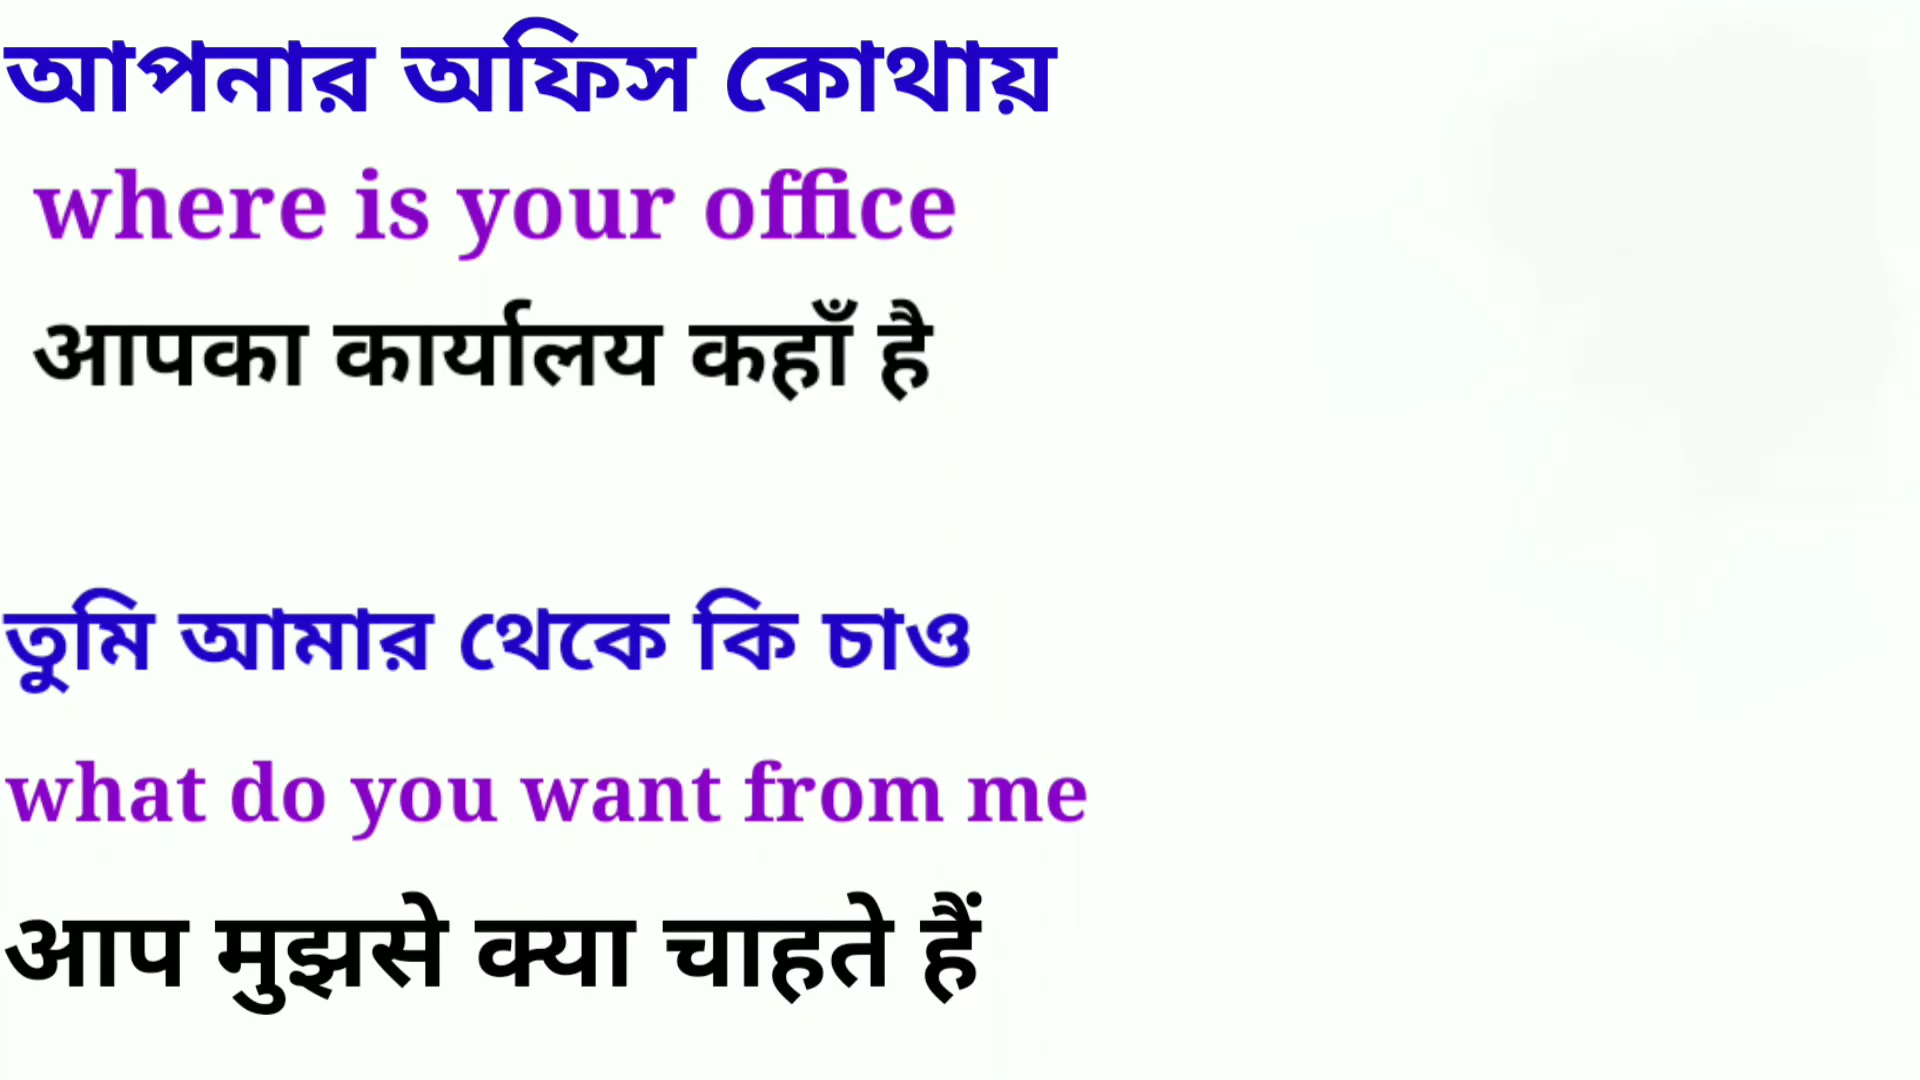 আপনার অফিস কোথায়
where is your office
आपका कार्यालय कहाँ है
তুমি আমার থেকে কি চাও
what do you want from me
आप मुझसे क्या चाहते हैं